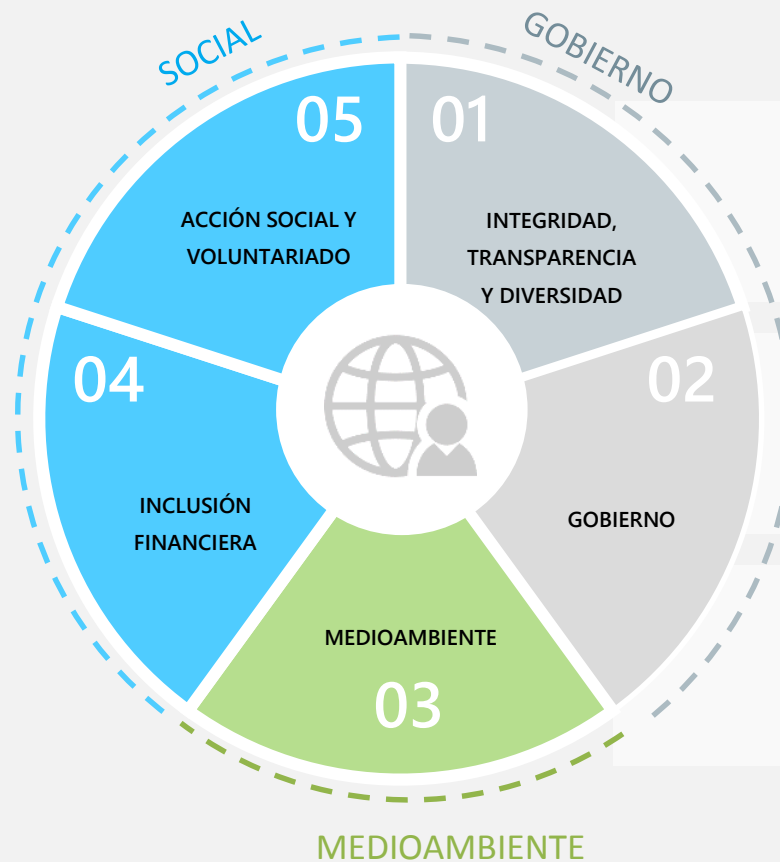 SOCIAL
GOBIERNO
05
ACCIÓN SOCIAL Y
VOLUNTARIADO
01
INTEGRIDAD,
TRANSPARENCIA
Y DIVERSIDAD
04
INCLUSIÓN
FINANCIERA
02
GOBIERNO
MEDIOAMBIENTE
03
MEDIOAMBIENTE